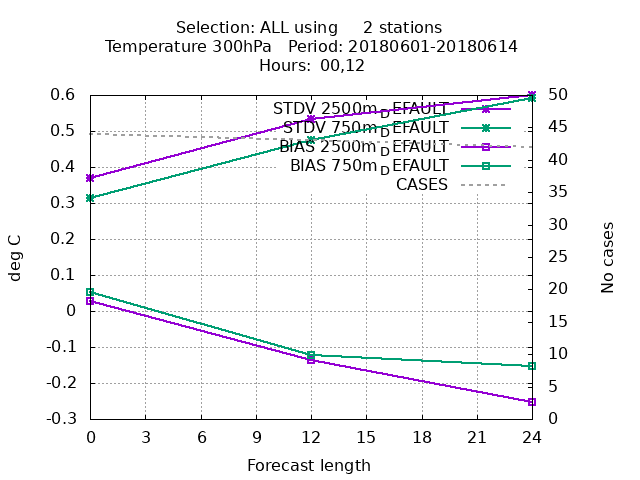 Selection: ALL using     2 stations
Temperature 300hPa   Period: 20180601-20180614
Hours:  00,12
STDV 2500m_DEFAULT
STDV 750m_DEFAULT
BIAS 2500m_DEFAULT
BIAS 750m_DEFAULT
CASES
0.6
0.5
0.4
0.3
0.2
0.1
0
-0.1
-0.2
-0.3
deg C
50
45
40
35
30
25
20
15
10
5
0
No cases
0 3 6 9 12 15 18 21 24
Forecast length